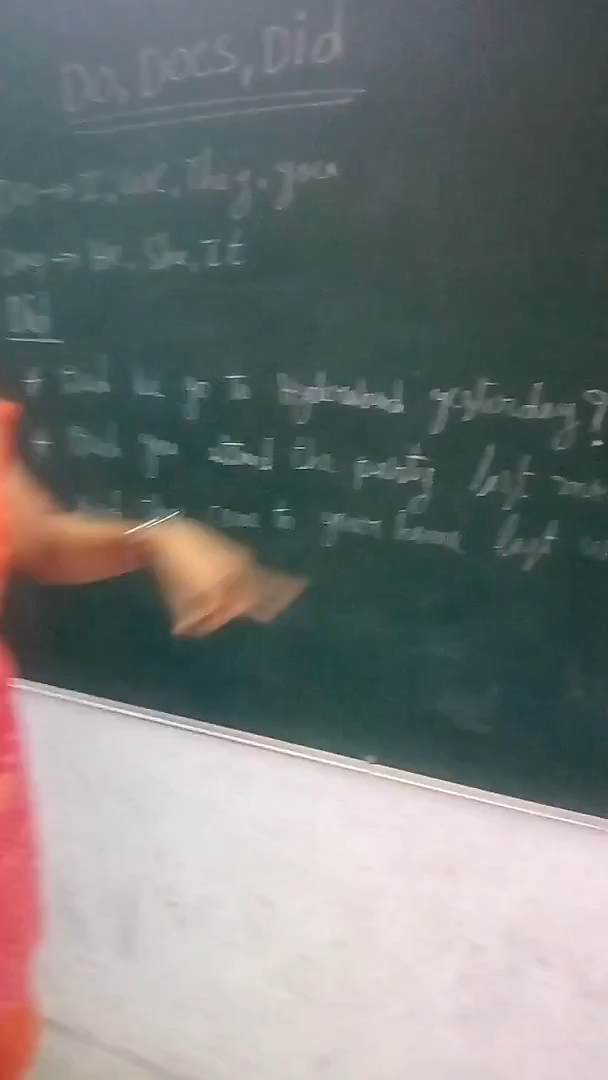 Do, Does, Did
Do → I, we, They, you
→ He, She, It
Did
+ Did he go to Hyderabad yesterday?
+ Did you attend the party last
Did come to your home last